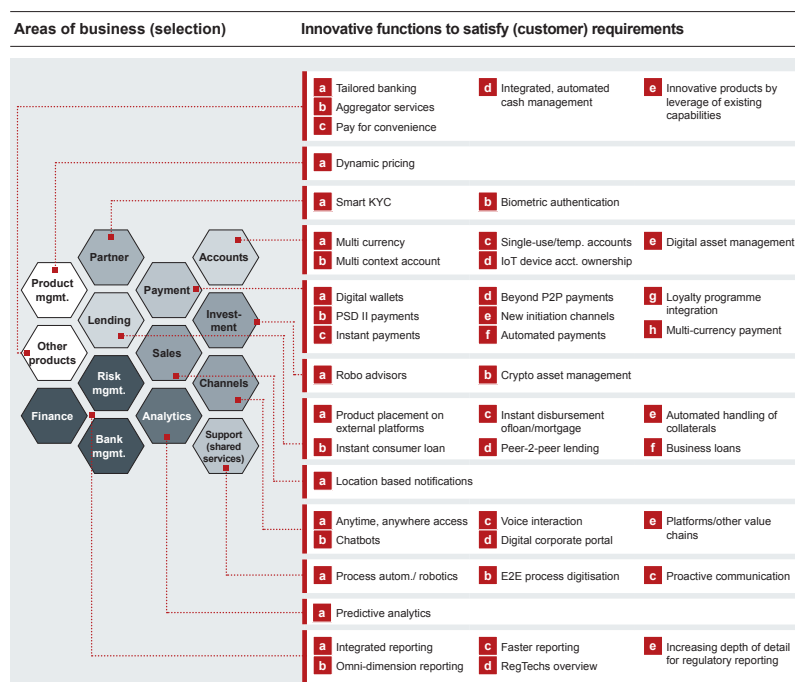 Areas of business (selection)
Innovative functions to satisfy (customer) requirements
a Tailored banking
b Aggregator services
c Pay for convenience
d Integrated, automated
cash management
e Innovative products by
leverage of existing
capabilities
a Dynamic pricing
a Smart KYC
b Biometric authentication
a Multi currency
b Multi context account
c Single-use/temp. accounts
d IoT device acct. ownership
e Digital asset management
a Digital wallets
b PSD II payments
c Instant payments
d Beyond P2P payments
e New initiation channels
f Automated payments
g Loyalty programme
integration
h Multi-currency payment
a Robo advisors
b Crypto asset management
a Product placement on
external platforms
b Instant consumer loan
c Instant disbursement
ofloan/mortgage
d Peer-2-peer lending
e Automated handling of
collaterals
f Business loans
a Location based notifications
a Anytime, anywhere access
b Chatbots
c Voice interaction
d Digital corporate portal
e Platforms/other value
chains
a Process autom./ robotics
b E2E process digitisation
c Proactive communication
a Predictive analytics
a Integrated reporting
b Omni-dimension reporting
c Faster reporting
d RegTechs overview
e Increasing depth of detail
for regulatory reporting
Partner
Accounts
Product
mgmt.
Payment
Lending
Invest-
ment
Other
products
Sales
Risk
mgmt.
Channels
Finance
Analytics
Bank
mgmt.
Support
(shared
services)